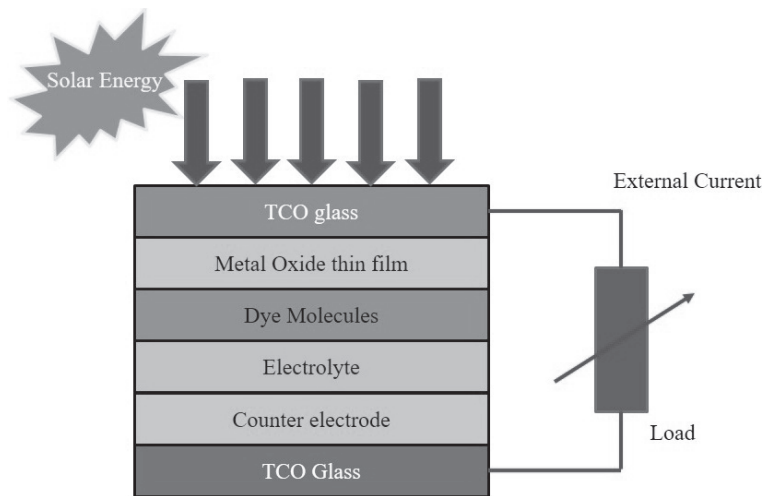 Solar Energy
External Current
TCO glass
Metal Oxide thin film
Dye Molecules
Electrolyte
Counter electrode
Load
TCO Glass